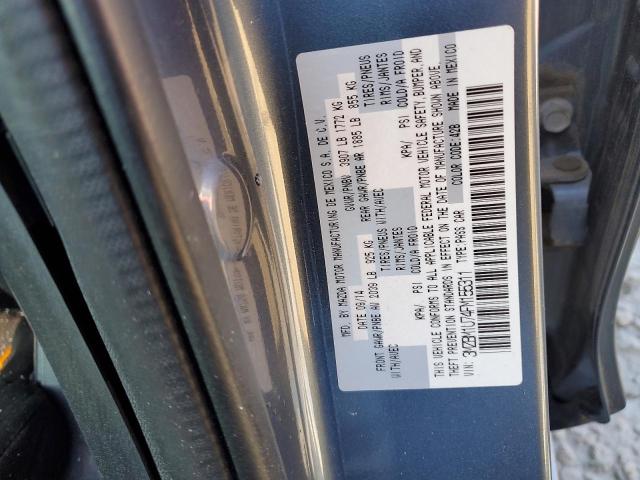 MFD. BY MAZDA MOTOR MANUFACTURING DE MEXICO S.A. DE C.V.
DATE 09/14 GVWR/PNBV 3907 LB 1772 KG
FRONT GAWR/PNBE AV 2039 LB 925 KG REAR GAWR/PNBE AR 1885 LB 855 KG
WITH/AVEC TIRES/PNEUS WITH/AVEC TIRES/PNEUS
RIMS/JANTES RIMS/JANTES
KPA/ PSI COLD/A FROID KPA/ PSI COLD/A FROID
THIS VEHICLE CONFORMS TO ALL APPLICABLE FEDERAL MOTOR VEHICLE SAFETY, BUMPER, AND
THEFT PREVENTION STANDARDS IN EFFECT ON THE DATE OF MANUFACTURE SHOWN ABOVE.
VIN: 3MZBM1U74FM155311 TYPE:PASS CAR COLOR CODE:42B MADE IN MEXICO